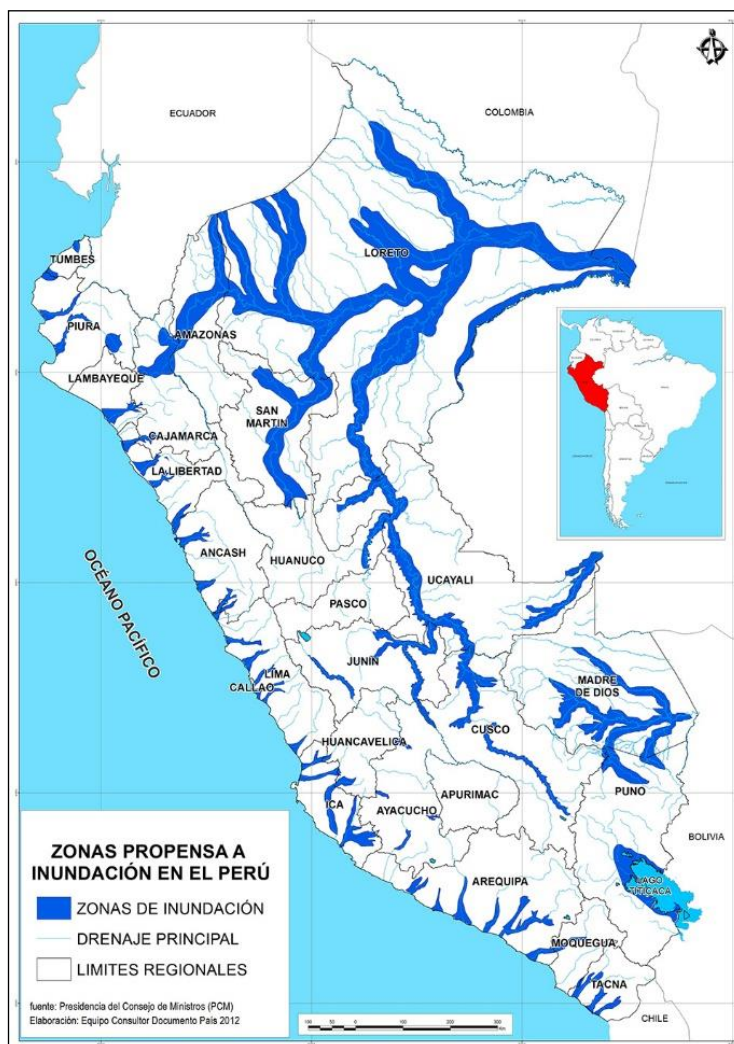 ECUADOR
COLOMBIA
TUMBES
LORETO
PIURA
AMAZONAS
LAMBAYEQUE
SAN
MARTIN
CAJAMARCA
LA LIBERTAD
ANCASH
HUANUCO
UCAYALI
PASCO
OCÉANO PACÍFICO
JUNÍN
LIMA
CALLAO
MADRE
DE DIOS
CUSCO
HUANCAVELICA
ICA
AYACUCHO
APURIMAC
PUNO
BOLIVIA
LAGO
TITICACA
AREQUIPA
MOQUEGUA
TACNA
CHILE
ZONAS PROPENSA A
INUNDACIÓN EN EL PERÚ
ZONAS DE INUNDACIÓN
DRENAJE PRINCIPAL
LIMITES REGIONALES
fuente: Presidencia del Consejo de Ministros (PCM)
Elaboración: Equipo Consultor Documento País 2012